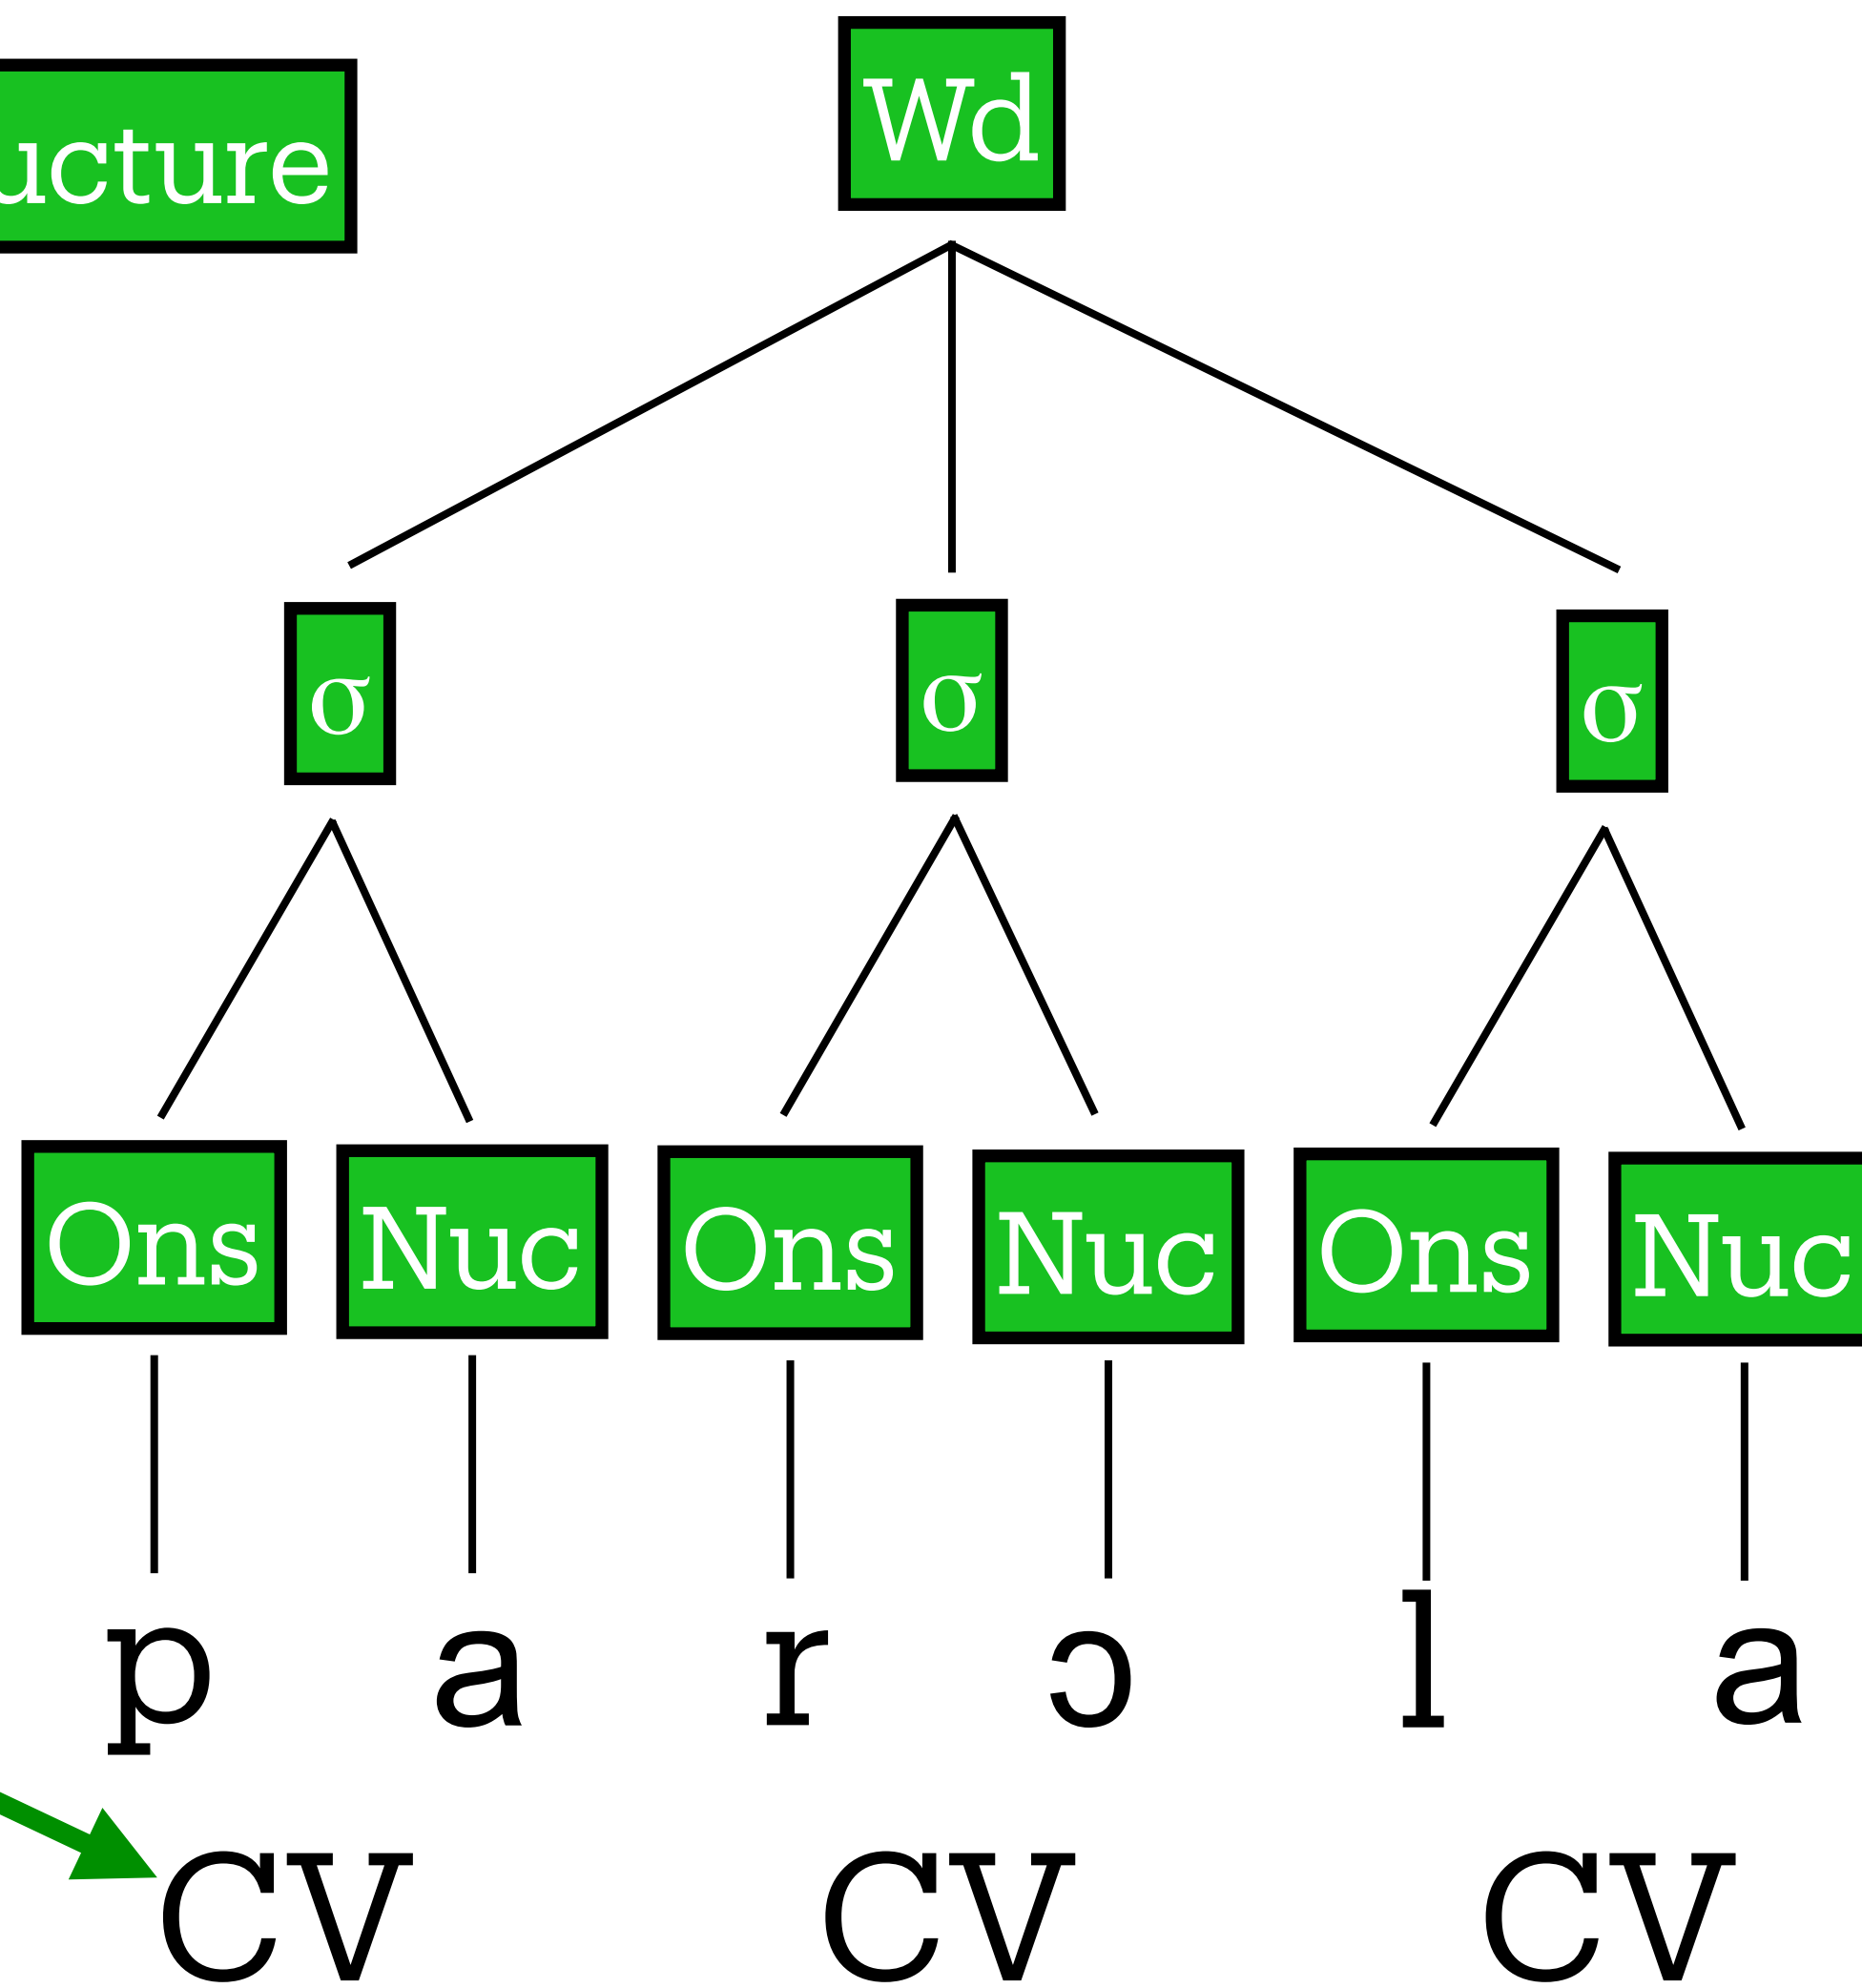 Wd
ucture
σ σ σ
Ons Nuc Ons Nuc Ons Nuc
p a r ɔ l a
CV CV CV